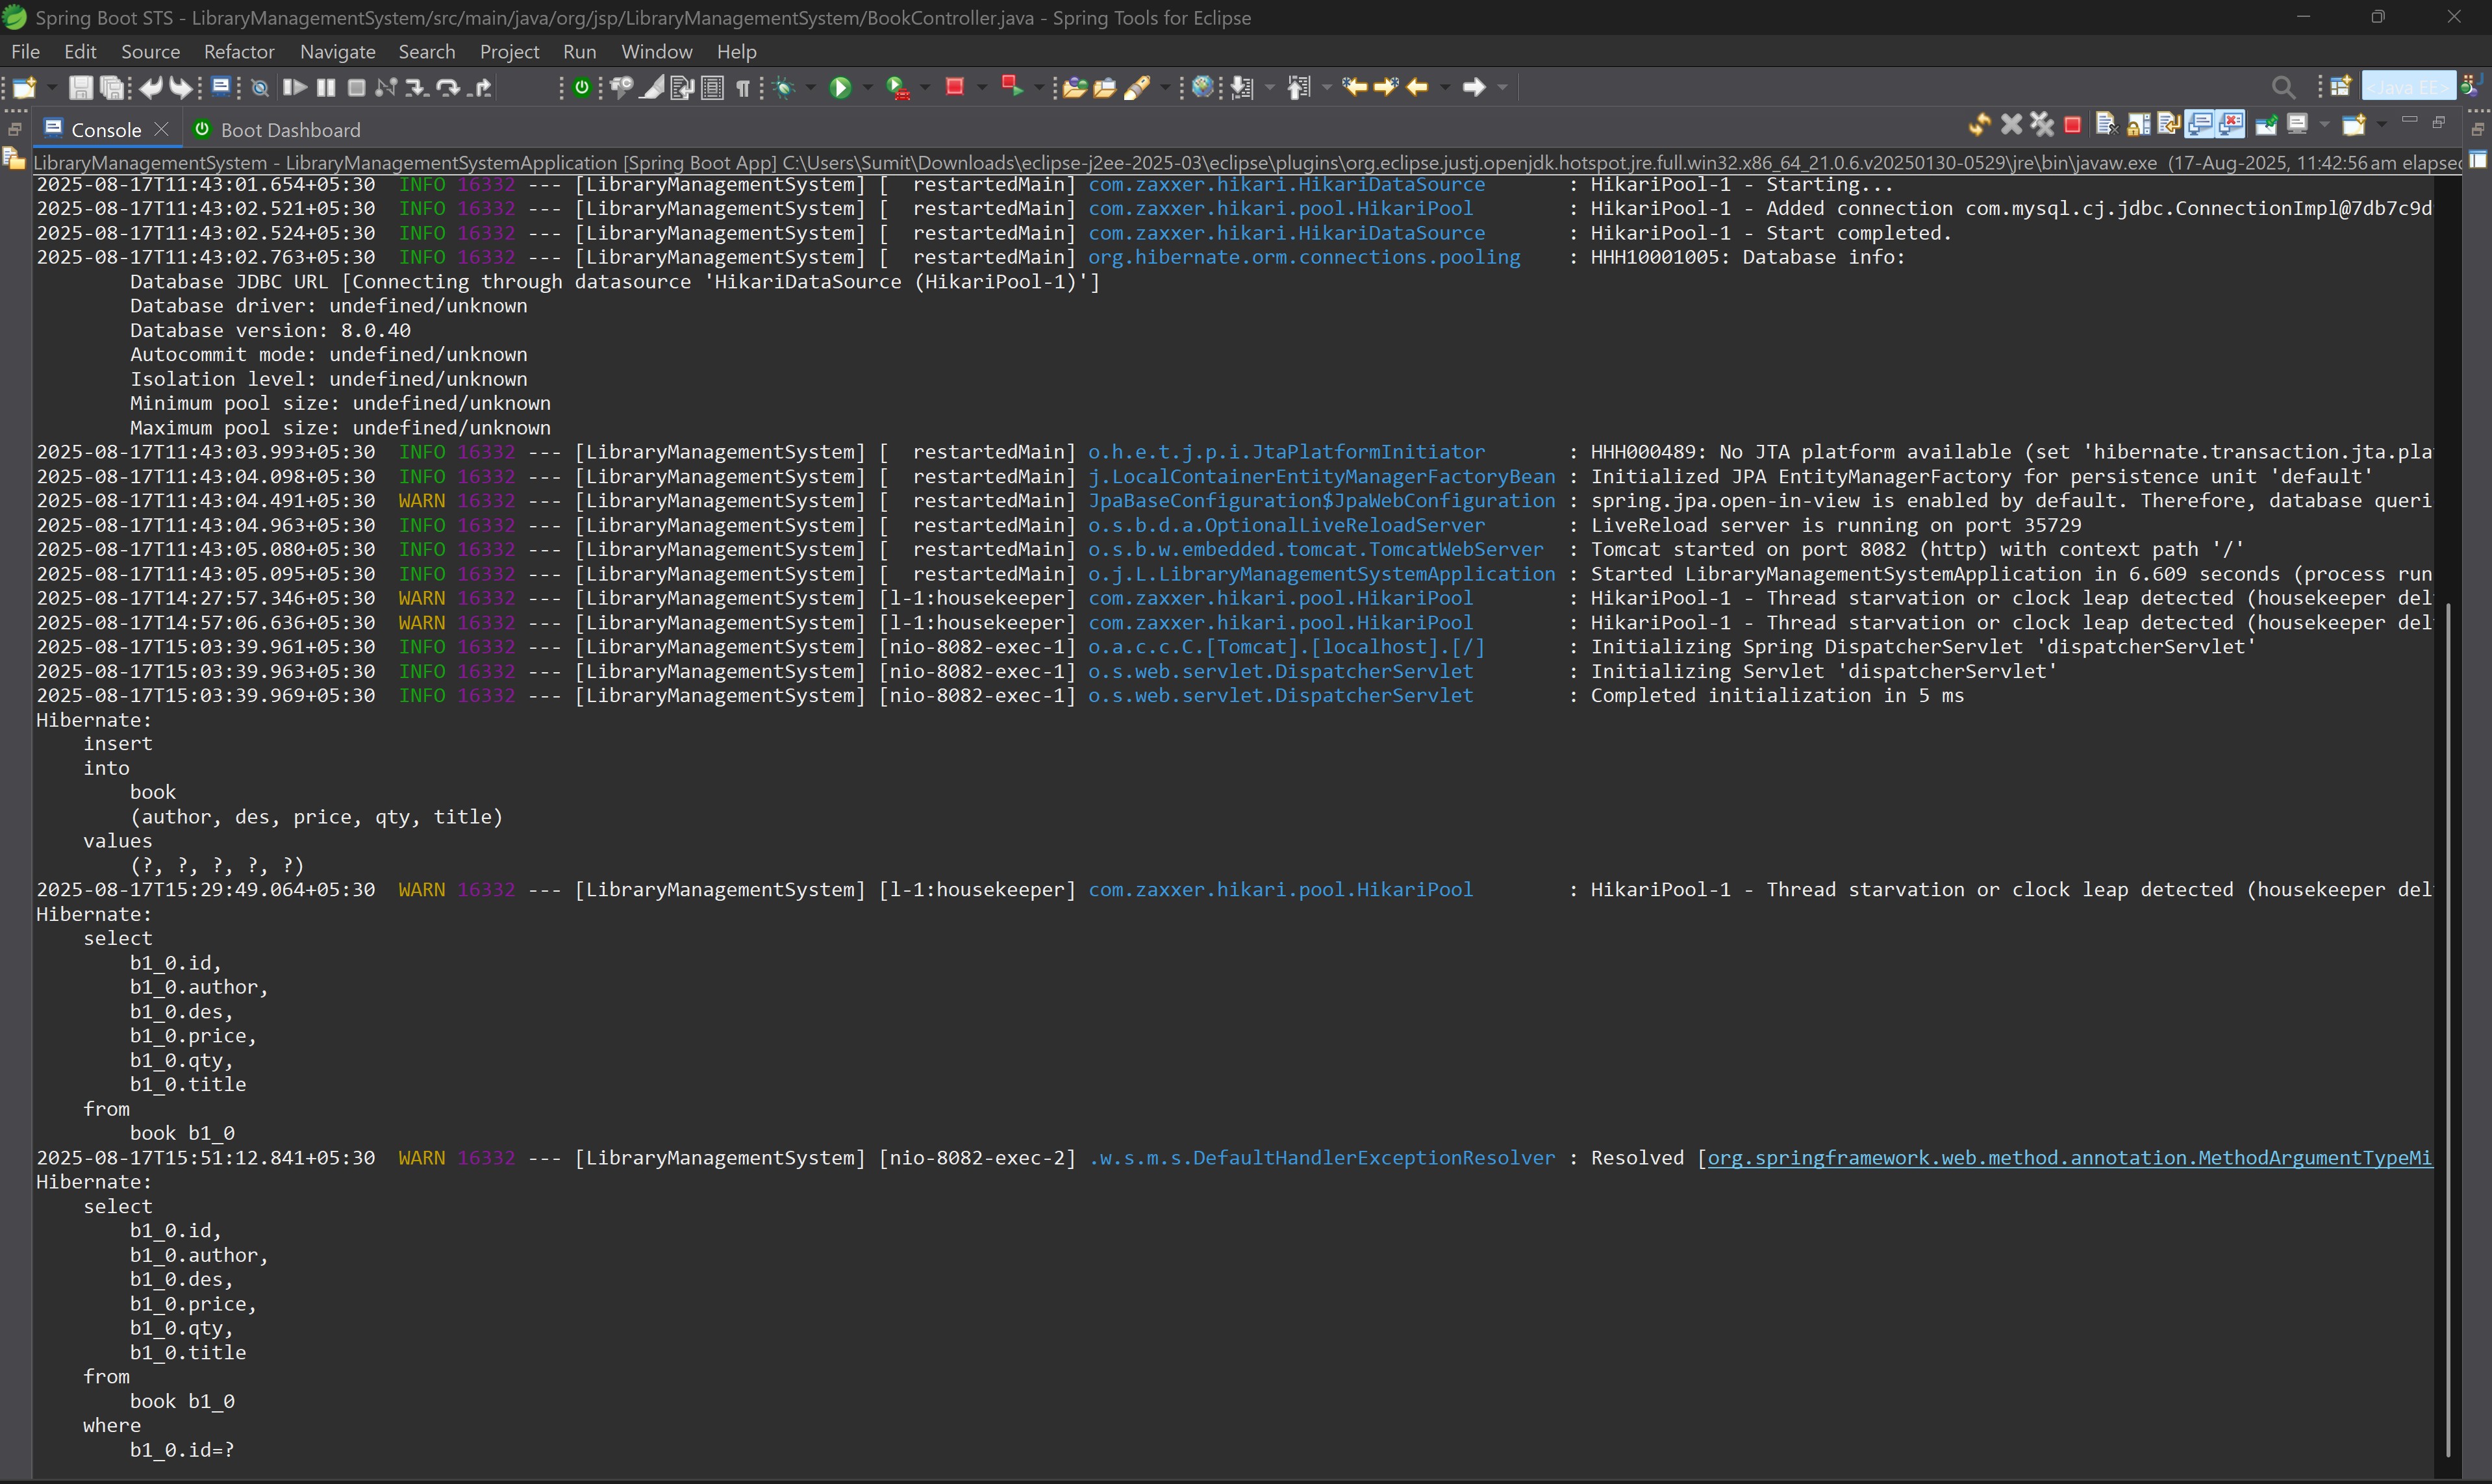 Spring Boot STS - LibraryManagementSystem/src/main/java/org/jsp/LibraryManagementSystem/BookController.java - Spring Tools for Eclipse
File Edit Source Refactor Navigate Search Project Run Window Help
<Java EE>
Console Boot Dashboard
LibraryManagementSystem - LibraryManagementSystemApplication [Spring Boot App] C:\Users\Sumit\Downloads\eclipse-j2ee-2025-03\eclipse\plugins\org.eclipse.justj.openjdk.hotspot.jre.full.win32.x86_64_21.0.6.v20250130-0529\jre\bin\javaw.exe (17-Aug-2025, 11:42:56 am elapsed
2025-08-17T11:43:01.654+05:30 INFO 16332 --- [LibraryManagementSystem] [ restartedMain] com.zaxxer.hikari.HikariDataSource : HikariPool-1 - Starting...
2025-08-17T11:43:02.521+05:30 INFO 16332 --- [LibraryManagementSystem] [ restartedMain] com.zaxxer.hikari.pool.HikariPool : HikariPool-1 - Added connection com.mysql.cj.jdbc.ConnectionImpl@7db7c9d
2025-08-17T11:43:02.524+05:30 INFO 16332 --- [LibraryManagementSystem] [ restartedMain] com.zaxxer.hikari.HikariDataSource : HikariPool-1 - Start completed.
2025-08-17T11:43:02.763+05:30 INFO 16332 --- [LibraryManagementSystem] [ restartedMain] org.hibernate.orm.connections.pooling : HHH10001005: Database info:
Database JDBC URL [Connecting through datasource 'HikariDataSource (HikariPool-1)']
Database driver: undefined/unknown
Database version: 8.0.40
Autocommit mode: undefined/unknown
Isolation level: undefined/unknown
Minimum pool size: undefined/unknown
Maximum pool size: undefined/unknown
2025-08-17T11:43:03.993+05:30 INFO 16332 --- [LibraryManagementSystem] [ restartedMain] o.h.e.t.j.p.i.JtaPlatformInitiator : HHH000489: No JTA platform available (set 'hibernate.transaction.jta.pla
2025-08-17T11:43:04.098+05:30 INFO 16332 --- [LibraryManagementSystem] [ restartedMain] j.LocalContainerEntityManagerFactoryBean : Initialized JPA EntityManagerFactory for persistence unit 'default'
2025-08-17T11:43:04.491+05:30 WARN 16332 --- [LibraryManagementSystem] [ restartedMain] JpaBaseConfiguration$JpaWebConfiguration : spring.jpa.open-in-view is enabled by default. Therefore, database queri
2025-08-17T11:43:04.963+05:30 INFO 16332 --- [LibraryManagementSystem] [ restartedMain] o.s.b.d.a.OptionalLiveReloadServer : LiveReload server is running on port 35729
2025-08-17T11:43:05.080+05:30 INFO 16332 --- [LibraryManagementSystem] [ restartedMain] o.s.b.w.embedded.tomcat.TomcatWebServer : Tomcat started on port 8082 (http) with context path '/'
2025-08-17T11:43:05.095+05:30 INFO 16332 --- [LibraryManagementSystem] [ restartedMain] o.j.L.LibraryManagementSystemApplication : Started LibraryManagementSystemApplication in 6.609 seconds (process run
2025-08-17T14:27:57.346+05:30 WARN 16332 --- [LibraryManagementSystem] [l-1:housekeeper] com.zaxxer.hikari.pool.HikariPool : HikariPool-1 - Thread starvation or clock leap detected (housekeeper del
2025-08-17T14:57:06.636+05:30 WARN 16332 --- [LibraryManagementSystem] [l-1:housekeeper] com.zaxxer.hikari.pool.HikariPool : HikariPool-1 - Thread starvation or clock leap detected (housekeeper del
2025-08-17T15:03:39.961+05:30 INFO 16332 --- [LibraryManagementSystem] [nio-8082-exec-1] o.a.c.c.C.[Tomcat].[localhost].[/] : Initializing Spring DispatcherServlet 'dispatcherServlet'
2025-08-17T15:03:39.963+05:30 INFO 16332 --- [LibraryManagementSystem] [nio-8082-exec-1] o.s.web.servlet.DispatcherServlet : Initializing Servlet 'dispatcherServlet'
2025-08-17T15:03:39.969+05:30 INFO 16332 --- [LibraryManagementSystem] [nio-8082-exec-1] o.s.web.servlet.DispatcherServlet : Completed initialization in 5 ms
Hibernate:
insert
into
book
(author, des, price, qty, title)
values
(?, ?, ?, ?, ?)
2025-08-17T15:29:49.064+05:30 WARN 16332 --- [LibraryManagementSystem] [l-1:housekeeper] com.zaxxer.hikari.pool.HikariPool : HikariPool-1 - Thread starvation or clock leap detected (housekeeper del
Hibernate:
select
b1_0.id,
b1_0.author,
b1_0.des,
b1_0.price,
b1_0.qty,
b1_0.title
from
book b1_0
2025-08-17T15:51:12.841+05:30 WARN 16332 --- [LibraryManagementSystem] [nio-8082-exec-2] .w.s.m.s.DefaultHandlerExceptionResolver : Resolved [org.springframework.web.method.annotation.MethodArgumentTypeMi
Hibernate:
select
b1_0.id,
b1_0.author,
b1_0.des,
b1_0.price,
b1_0.qty,
b1_0.title
from
book b1_0
where
b1_0.id=?